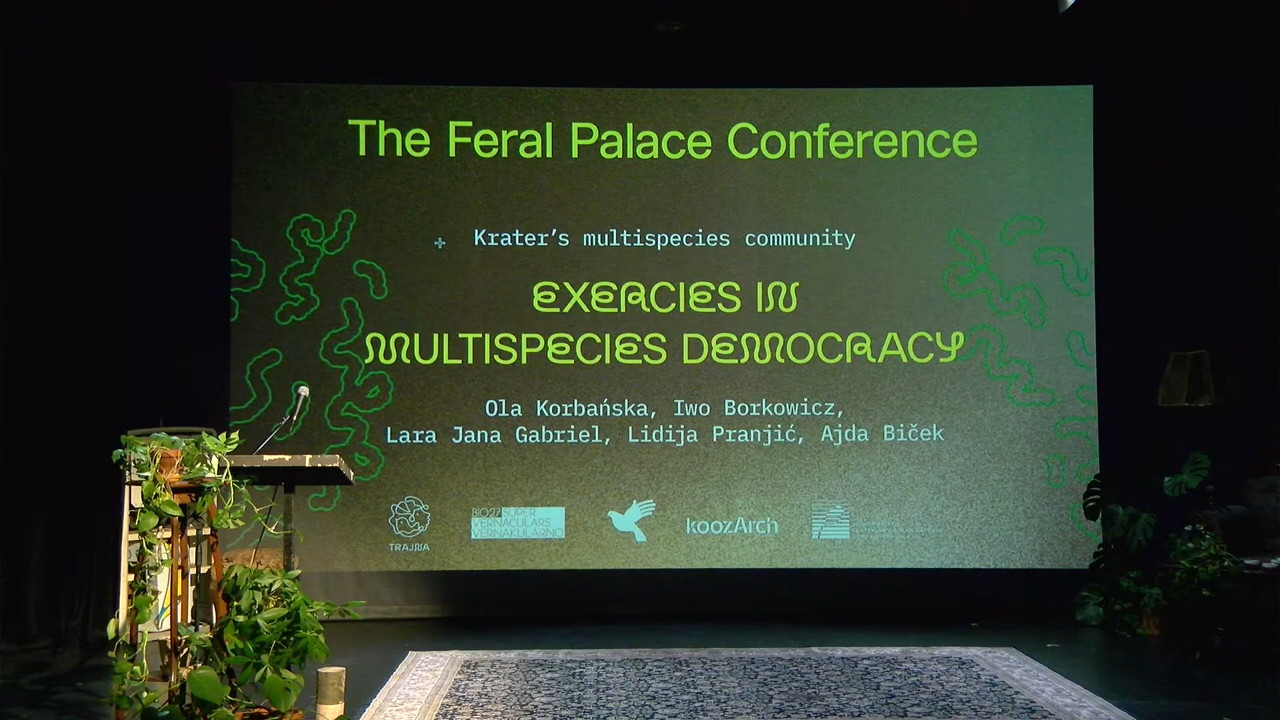 The Feral Palace Conference
Krater's multispecies community
EXERCIES IN
MULTISPECIES DEMOCRACY
Ola Korbańska, Iwo Borkowicz,
Lara Jana Gabriel, Lidija Pranjić, Ajda Biček
TRAJNA
BIO27 SUPER
VERNACULARS
VERNAKULARNO
koozArch